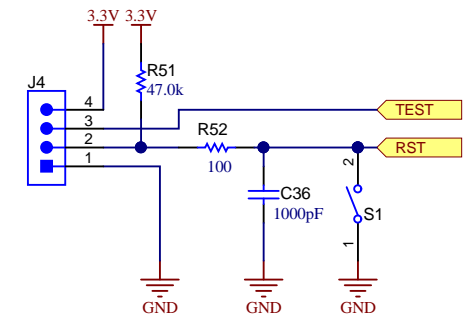 3.3V 3.3V
J4
R51
47.0k
4
3
TEST
2
R52
RST
100
1
2
C36
1000pF
S1
1
GND
GND
GND